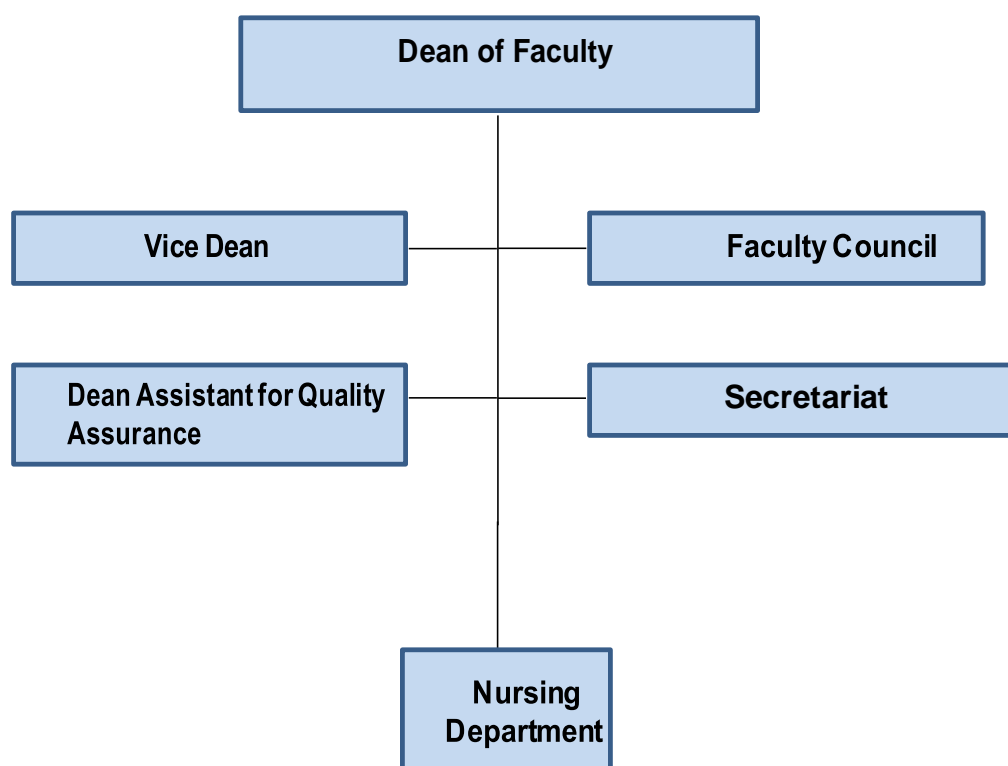 Dean of Faculty
Vice Dean
Faculty Council
Dean Assistant for Quality
Assurance
Secretariat
Nursing
Department